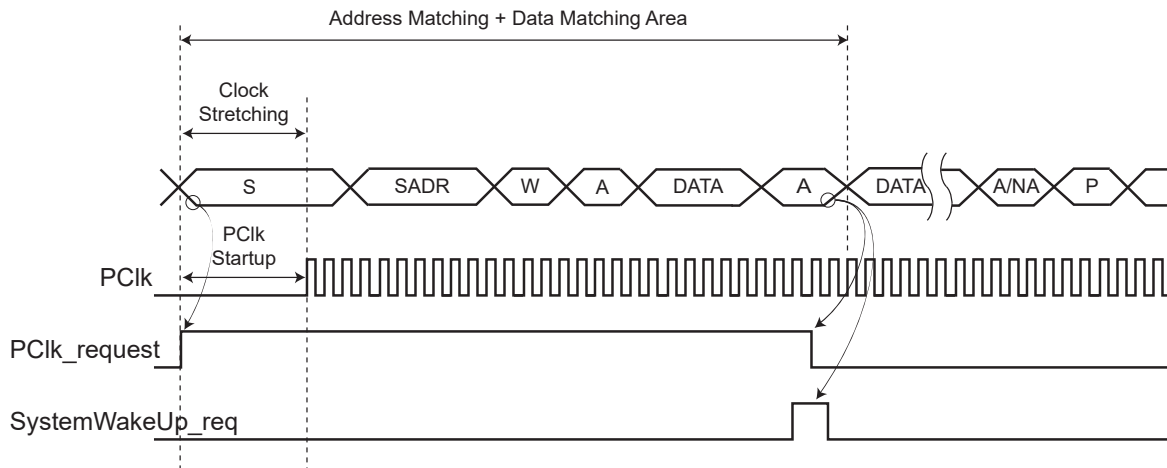 Address Matching + Data Matching Area
Clock
Stretching
S
SADR
W
A
DATA
A
DATA
A/NA
P
PClk
Startup
PClk
PClk_request
SystemWakeUp_req